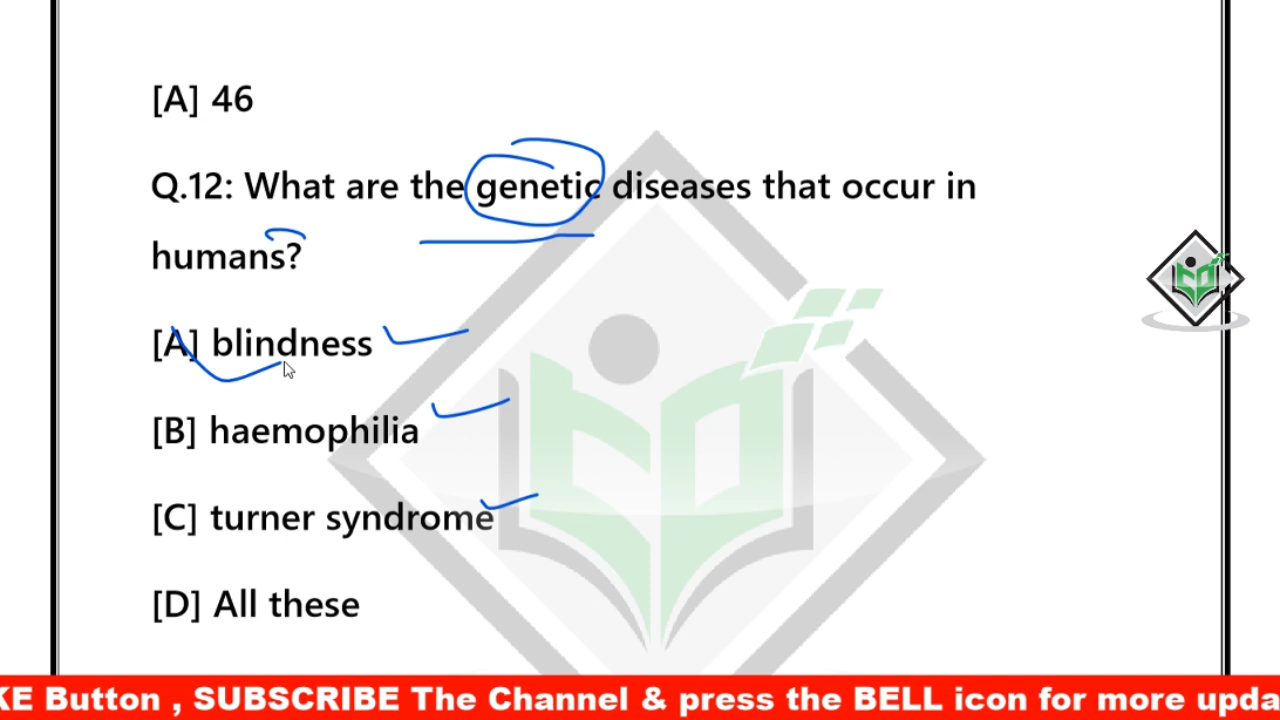 [A] 46
Q.12: What are the genetic diseases that occur in
humans?
[A] blindness
[B] haemophilia
[C] turner syndrome
[D] All these
KE Button , SUBSCRIBE The Channel & press the BELL icon for more upda